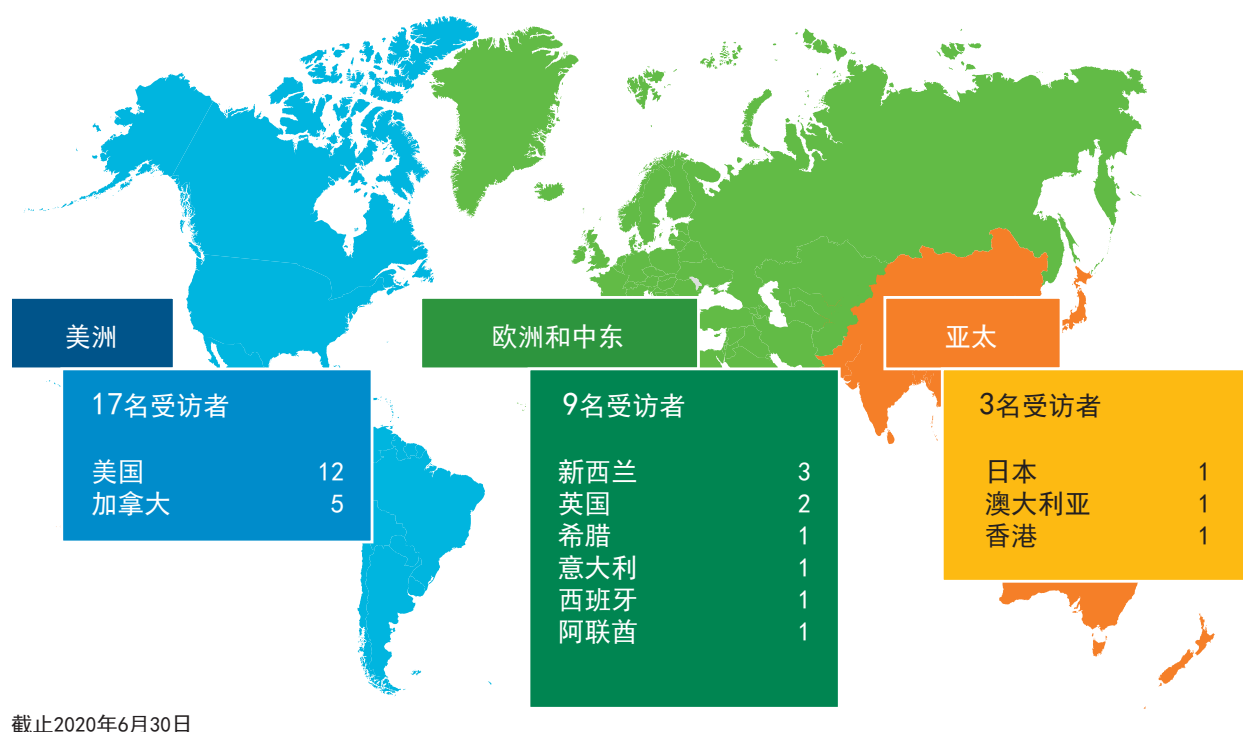 美洲
17名受访者
美国 12
加拿大 5
欧洲和中东
9名受访者
新西兰 3
英国 2
希腊 1
意大利 1
西班牙 1
阿联酋 1
亚太
3名受访者
日本 1
澳大利亚 1
香港 1
截止2020年6月30日